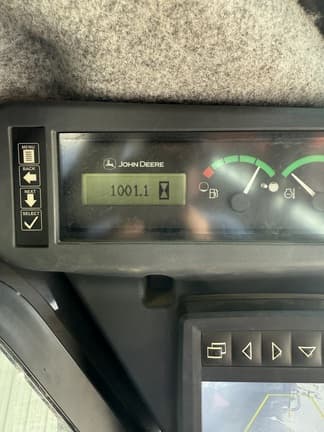 MENU
BACK
NEXT
SELECT
JOHN DEERE
1001.1